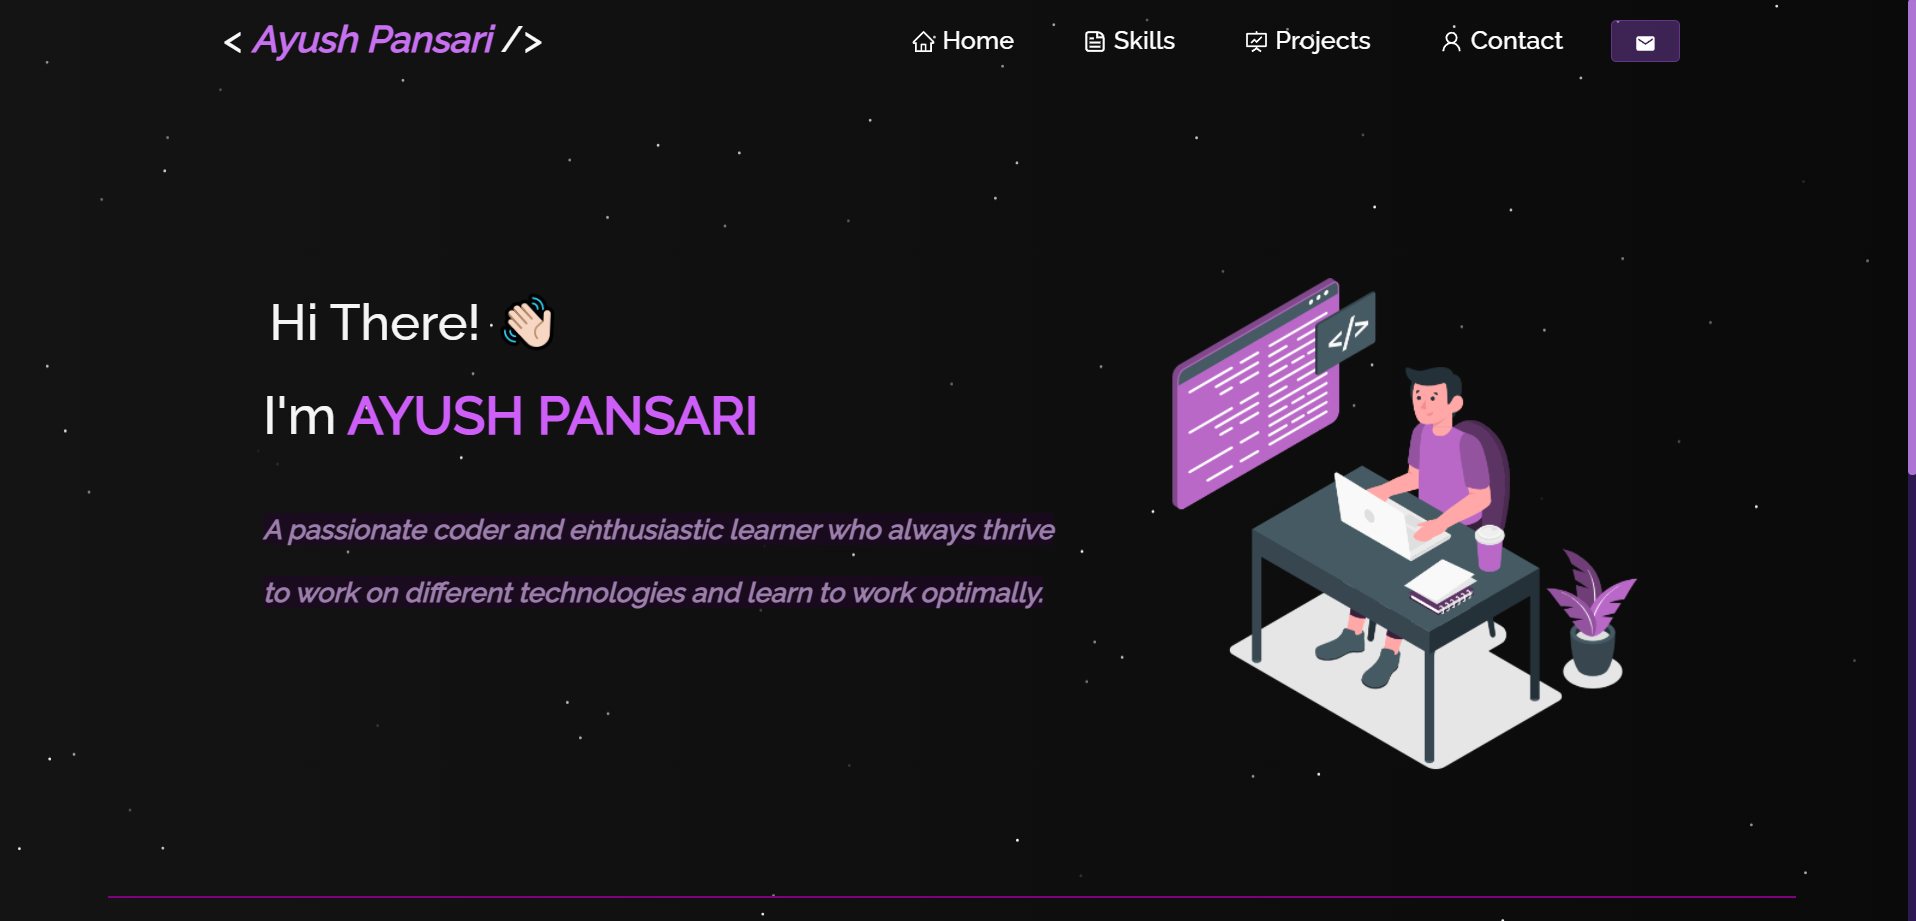 < Ayush Pansari />
Home Skills Projects Contact
Hi There! 👋🏻
I'm AYUSH PANSARI
</>
A passionate coder and enthusiastic learner who always thrive
to work on different technologies and learn to work optimally.